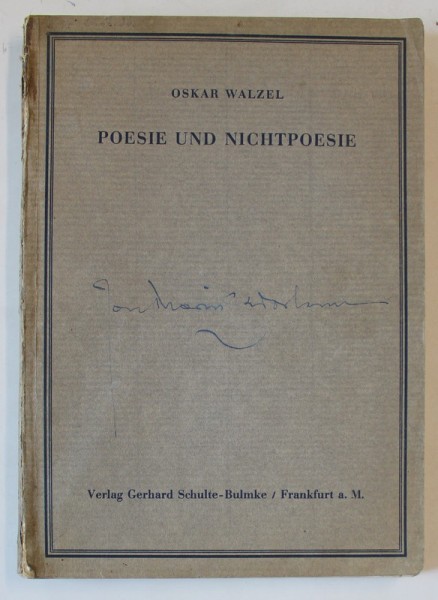 OSKAR WALZEL
POESIE UND NICHTPOESIE
Verlag Gerhard Schulte-Bulmke / Frankfurt a. M.